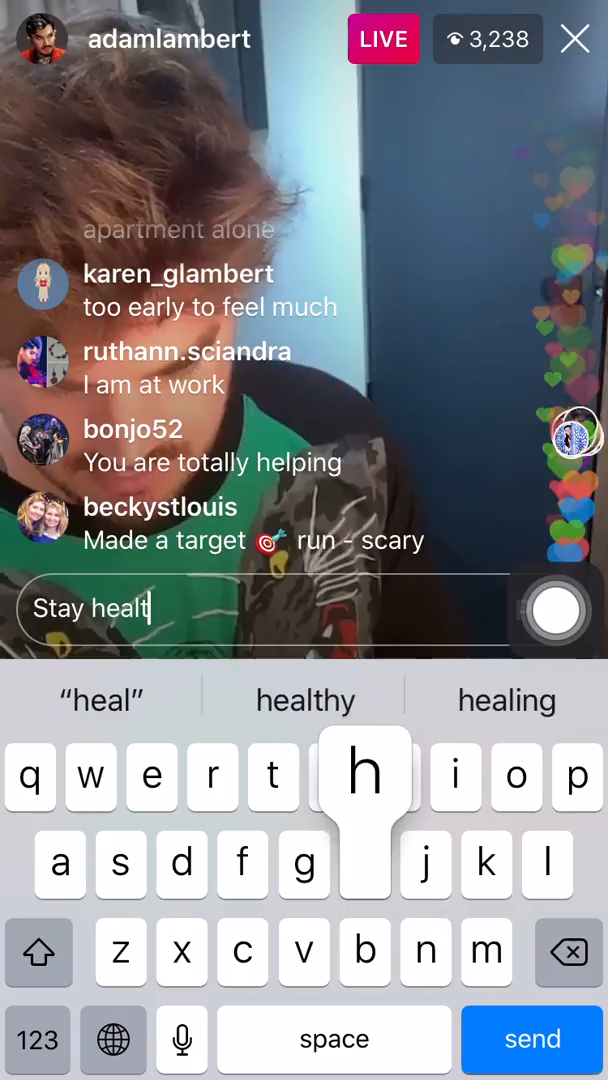 adamlambert
LIVE
3,238
apartment alone
karen_glambert
too early to feel much
ruthann.sciandra
I am at work
bonjo52
You are totally helping
beckystlouis
Made a target 🎯 run - scary
Stay healt
“heal” healthy healing
q w e r t h i o p
a s d f g j k l
z x c v b n m
123 space send